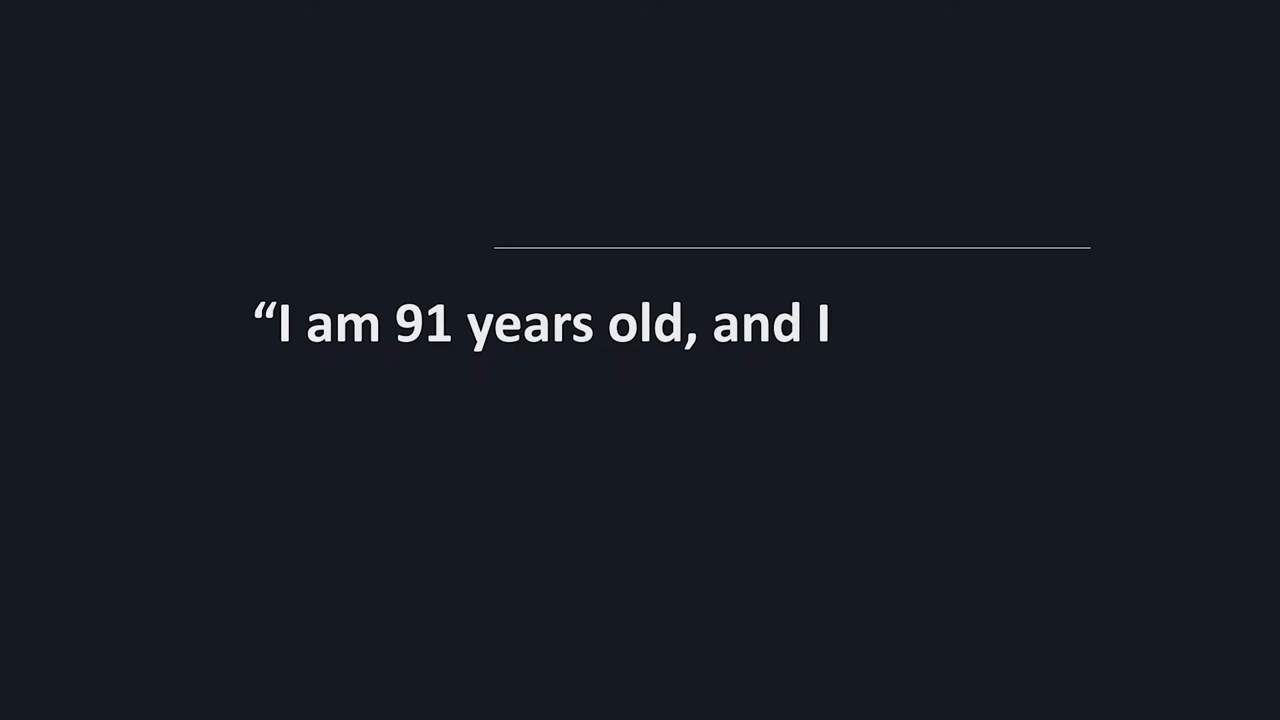 “I am 91 years old, and I